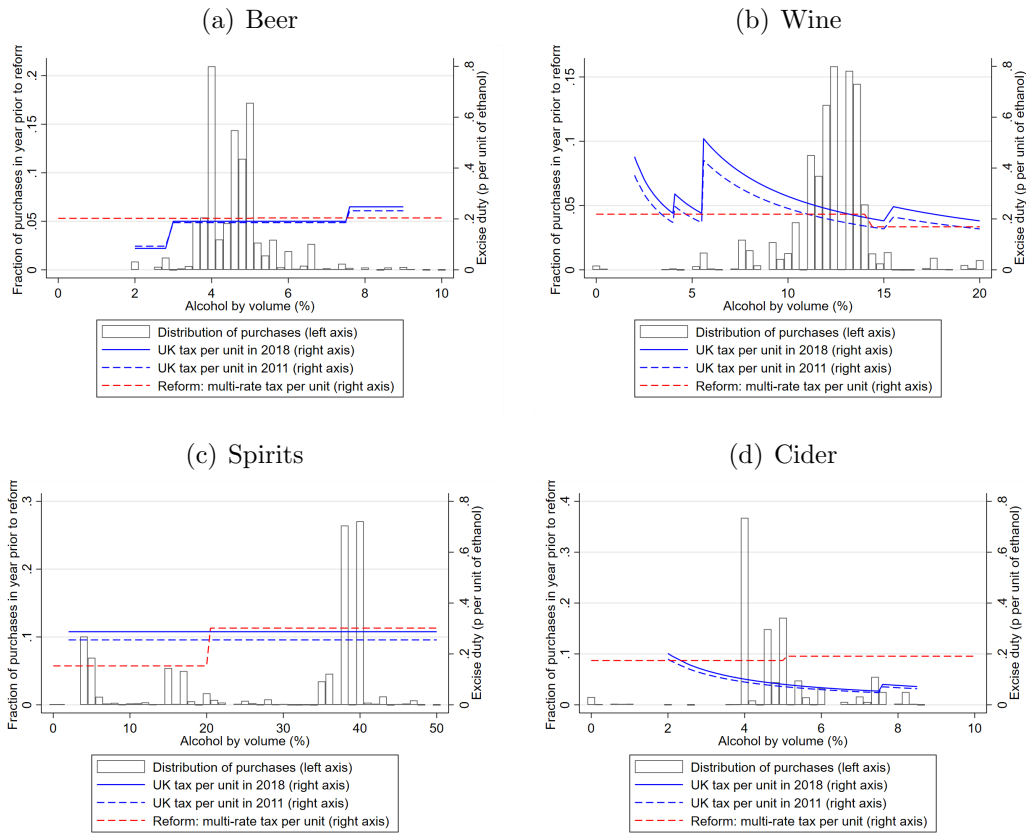 (a) Beer
Fraction of purchases in year prior to reform
.2
.15
.1
.05
0
.8
.6
.4
.2
0
Excise duty (p per unit of ethanol)
0 2 4 6 8 10
Alcohol by volume (%)
Distribution of purchases (left axis)
UK tax per unit in 2018 (right axis)
UK tax per unit in 2011 (right axis)
Reform: multi-rate tax per unit (right axis)
(b) Wine
Fraction of purchases in year prior to reform
.15
.1
.05
0
.8
.6
.4
.2
0
Excise duty (p per unit of ethanol)
0 5 10 15 20
Alcohol by volume (%)
Distribution of purchases (left axis)
UK tax per unit in 2018 (right axis)
UK tax per unit in 2011 (right axis)
Reform: multi-rate tax per unit (right axis)
(c) Spirits
Fraction of purchases in year prior to reform
.3
.2
.1
0
.8
.6
.4
.2
0
Excise duty (p per unit of ethanol)
0 10 20 30 40 50
Alcohol by volume (%)
Distribution of purchases (left axis)
UK tax per unit in 2018 (right axis)
UK tax per unit in 2011 (right axis)
Reform: multi-rate tax per unit (right axis)
(d) Cider
Fraction of purchases in year prior to reform
.4
.3
.2
.1
0
.8
.6
.4
.2
0
Excise duty (p per unit of ethanol)
0 2 4 6 8 10
Alcohol by volume (%)
Distribution of purchases (left axis)
UK tax per unit in 2018 (right axis)
UK tax per unit in 2011 (right axis)
Reform: multi-rate tax per unit (right axis)